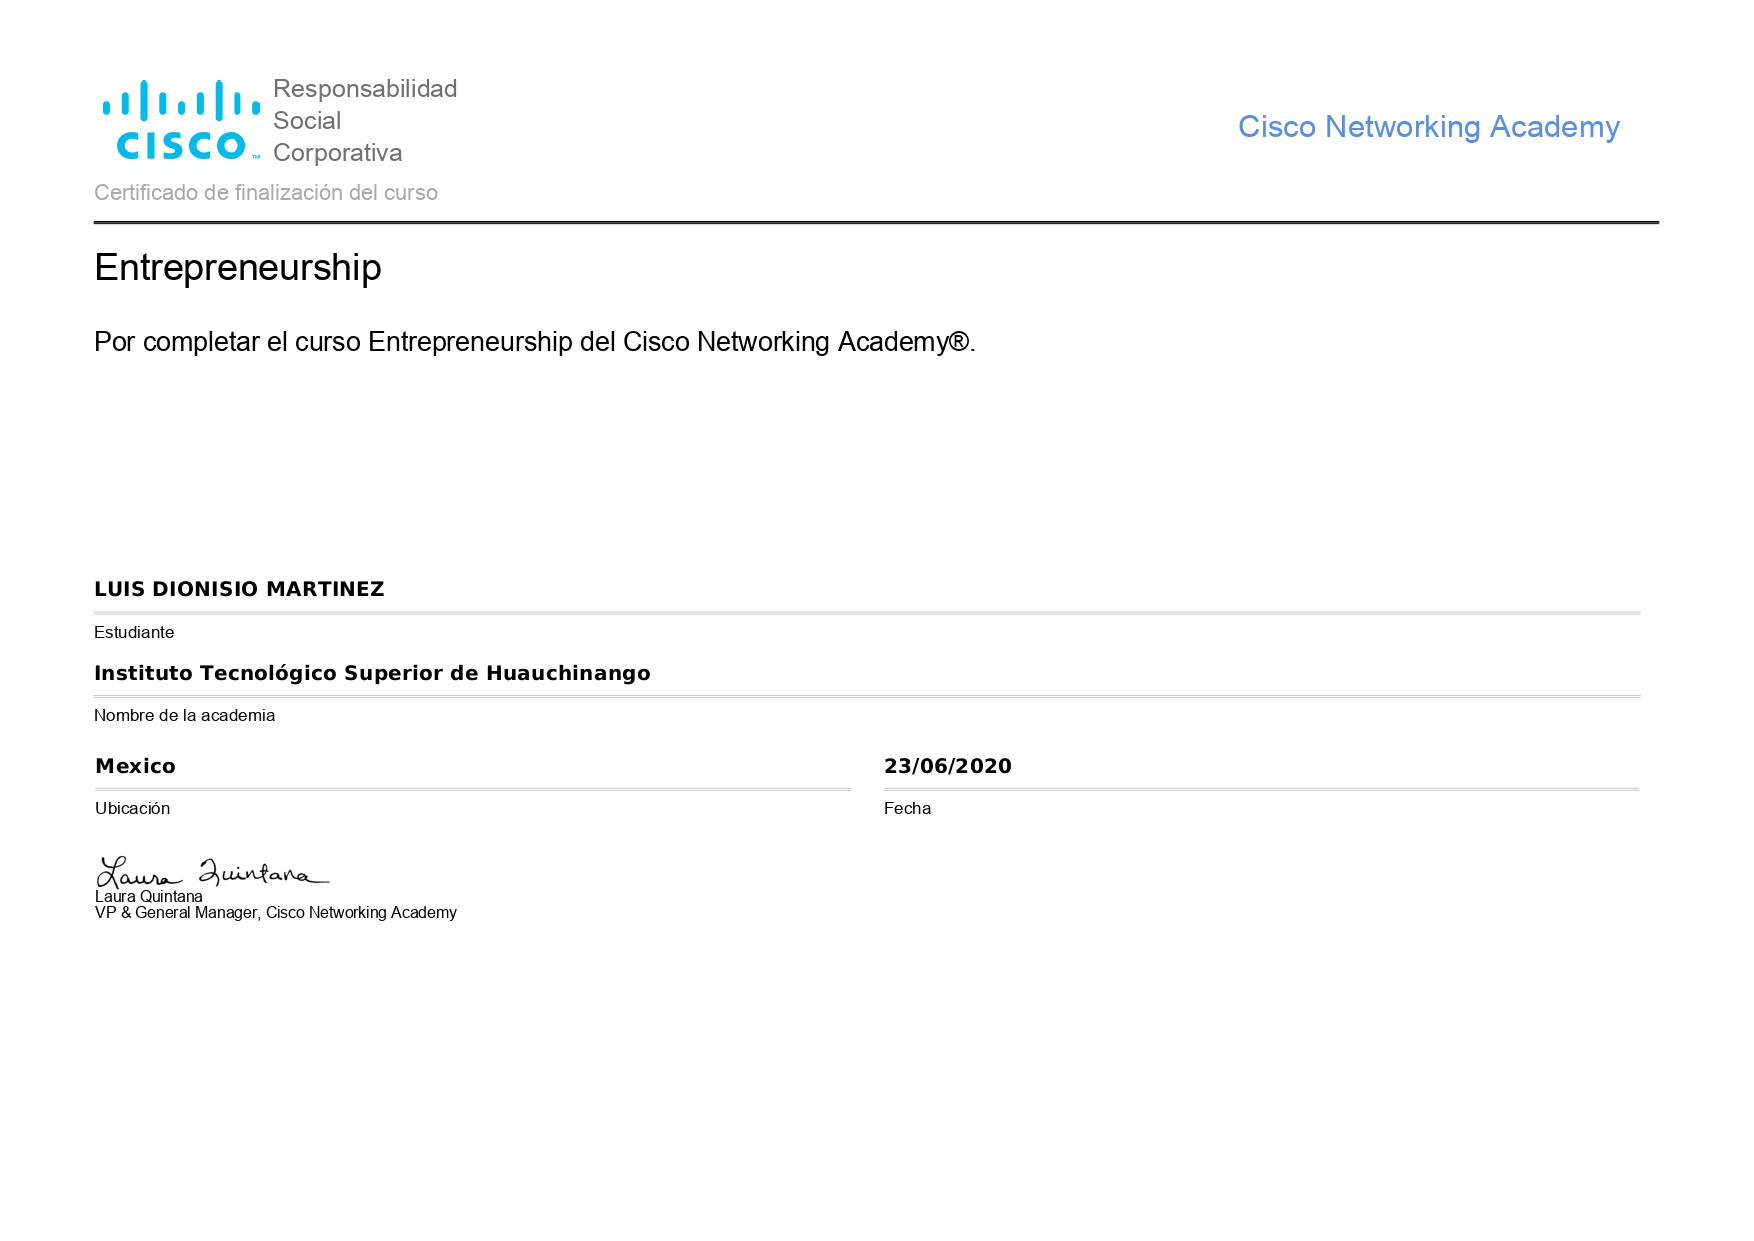 Responsabilidad
Social
Corporativa
CISCO™
Cisco Networking Academy
Certificado de finalización del curso
Entrepreneurship
Por completar el curso Entrepreneurship del Cisco Networking Academy®.
LUIS DIONISIO MARTINEZ
Estudiante
Instituto Tecnológico Superior de Huauchinango
Nombre de la academia
Mexico
23/06/2020
Ubicación
Fecha
Laura Quintana
Laura Quintana
VP & General Manager, Cisco Networking Academy